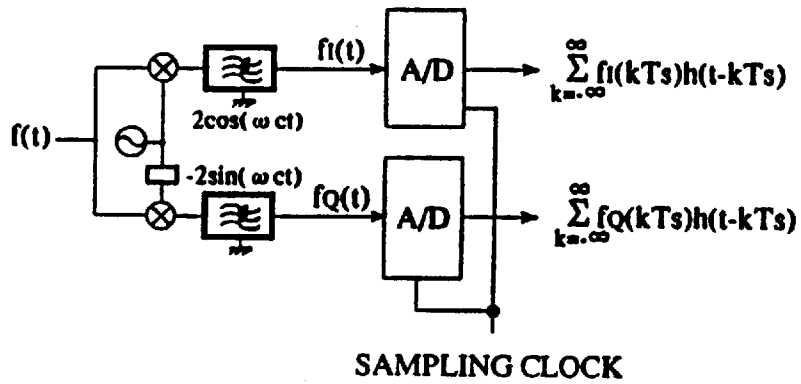 f(t)
2cos(ωct)
fI(t)
A/D
∞
Σ fI(kTs)h(t-kTs)
k=-∞
-2sin(ωct)
fQ(t)
A/D
∞
Σ fQ(kTs)h(t-kTs)
k=-∞
SAMPLING CLOCK